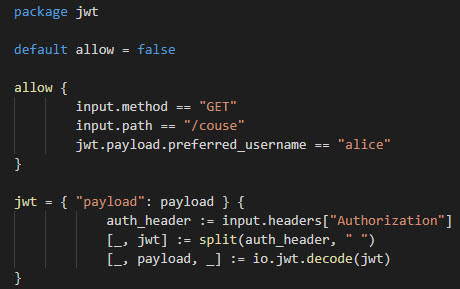 package jwt
default allow = false
allow {
input.method == "GET"
input.path == "/couse"
jwt.payload.preferred_username == "alice"
}
jwt = { "payload": payload } {
auth_header := input.headers["Authorization"]
[_, jwt] := split(auth_header, " ")
[_, payload, _] := io.jwt.decode(jwt)
}